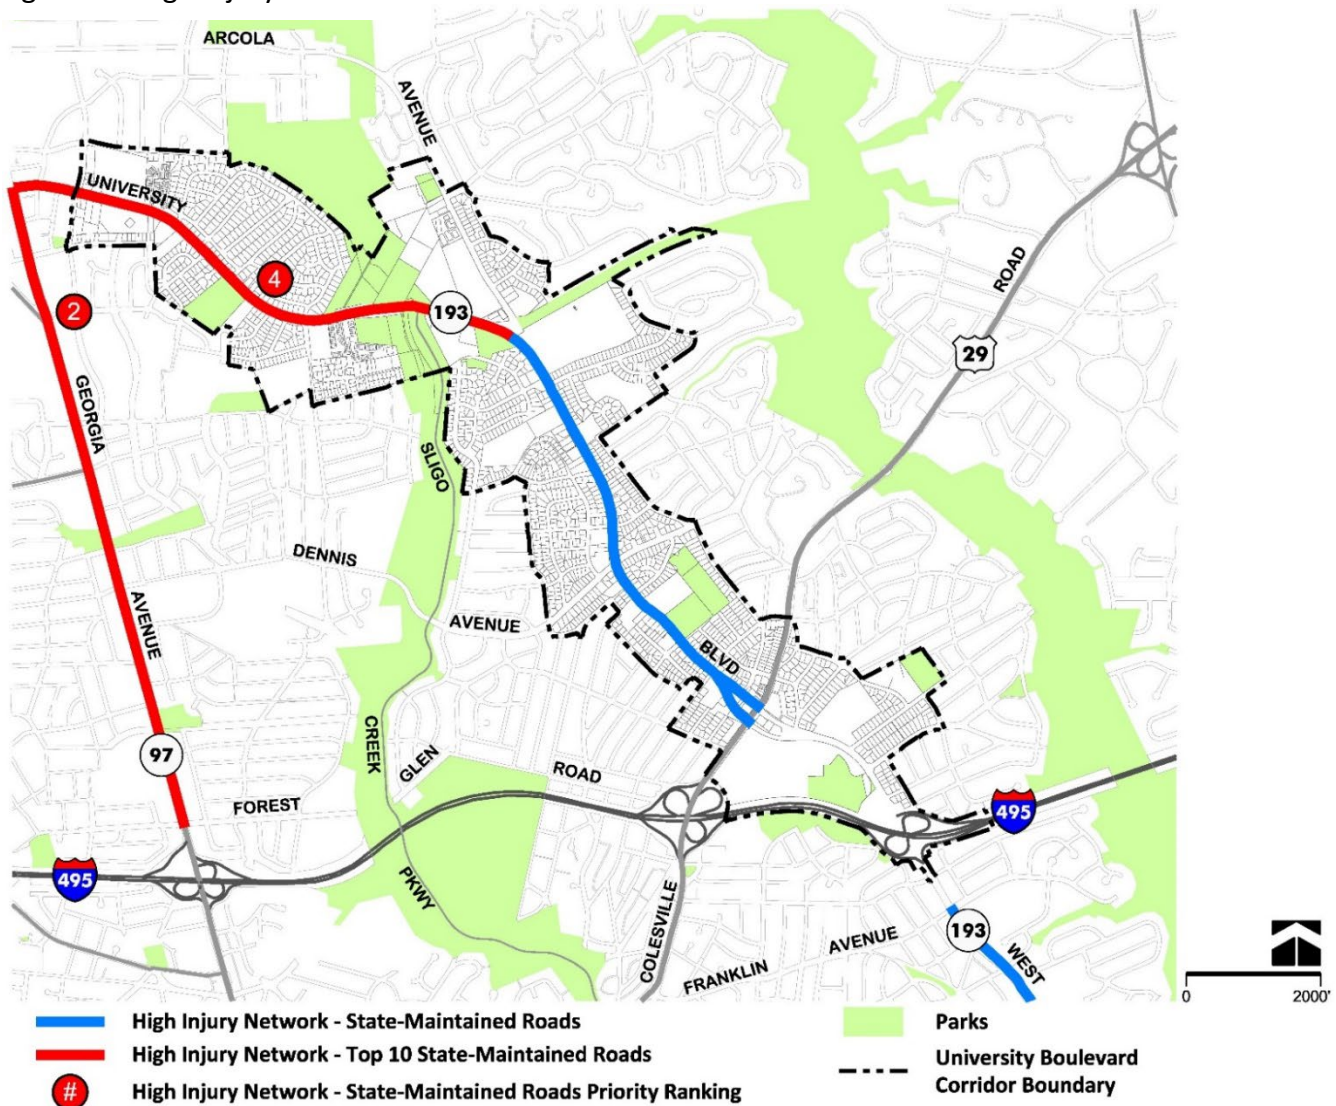 ARCOLA
AVENUE
UNIVERSITY
4
2
193
ROAD
29
GEORGIA
SLIGO
DENNIS
AVENUE
AVENUE
BLVD
97
CREEK
GLEN
ROAD
FOREST
495
495
PKWY
COLESVILLE
FRANKLIN
AVENUE
193
WEST
0 2000'
High Injury Network - State-Maintained Roads
Parks
High Injury Network - Top 10 State-Maintained Roads
University Boulevard
Corridor Boundary
# High Injury Network - State-Maintained Roads Priority Ranking